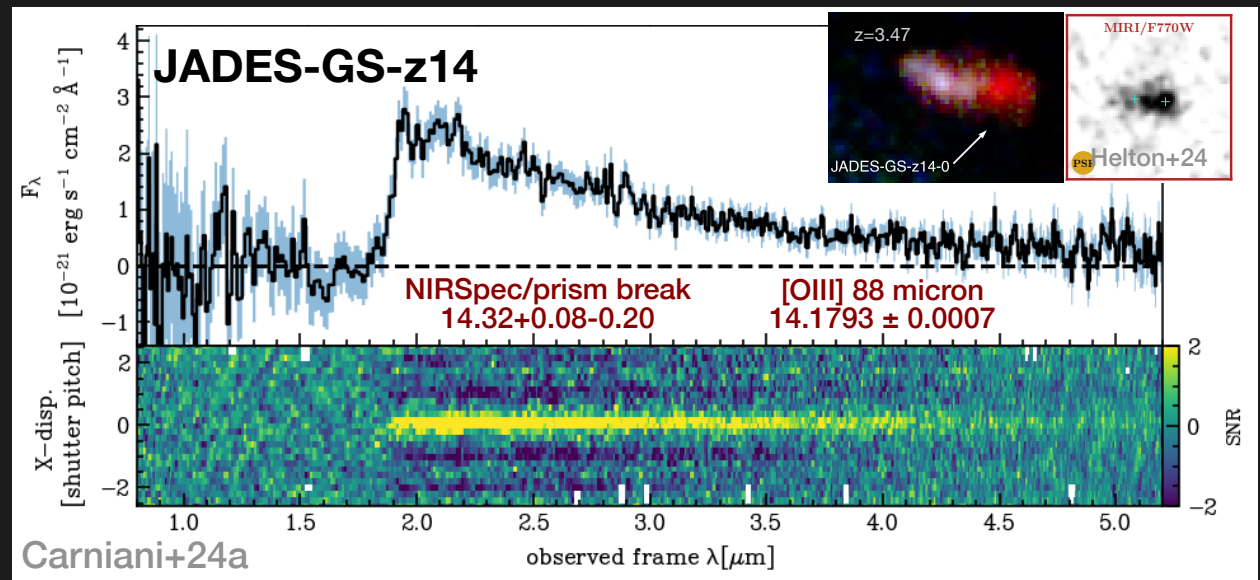 JADES-GS-z14
z=3.47
JADES-GS-z14-0
MIRI/F770W
PSF
Helton+24
4
3
2
1
0
−1
F_λ
[10⁻²¹ erg s⁻¹ cm⁻² Å⁻¹]
NIRSpec/prism break
14.32+0.08-0.20
[OIII] 88 micron
14.1793 ± 0.0007
2
0
−2
X-disp.
[shutter pitch]
2
0
−2
SNR
1.0 1.5 2.0 2.5 3.0 3.5 4.0 4.5 5.0
observed frame λ[μm]
Carniani+24a